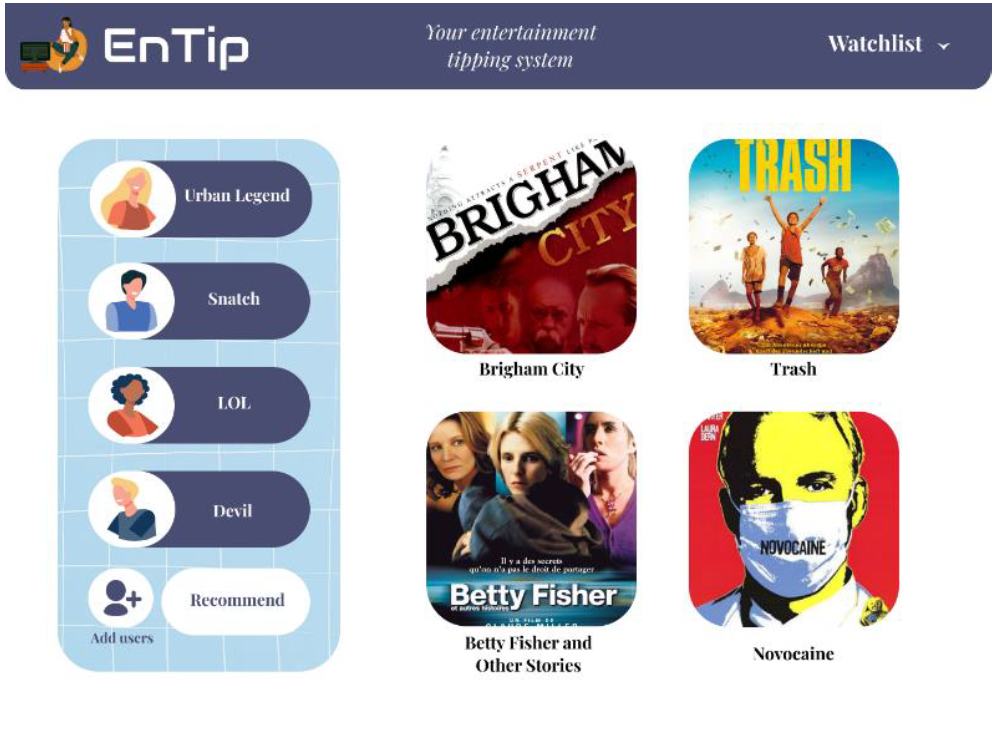 EnTip
Your entertainment
tipping system
Watchlist
Urban Legend
Snatch
LOL
Devil
Add users
Recommend
NOTHING ATTRACTS A SERPENT LIKE
BRIGHAM
CITY
Brigham City
TRASH
Trash
Il y a des secrets
qu'on n'a pas le droit de partager
Betty Fisher
et autres histoires
UN FILM DE
CLAUDE MILLER
Betty Fisher and
Other Stories
LAURA
DERN
NOVOCAINE
Novocaine